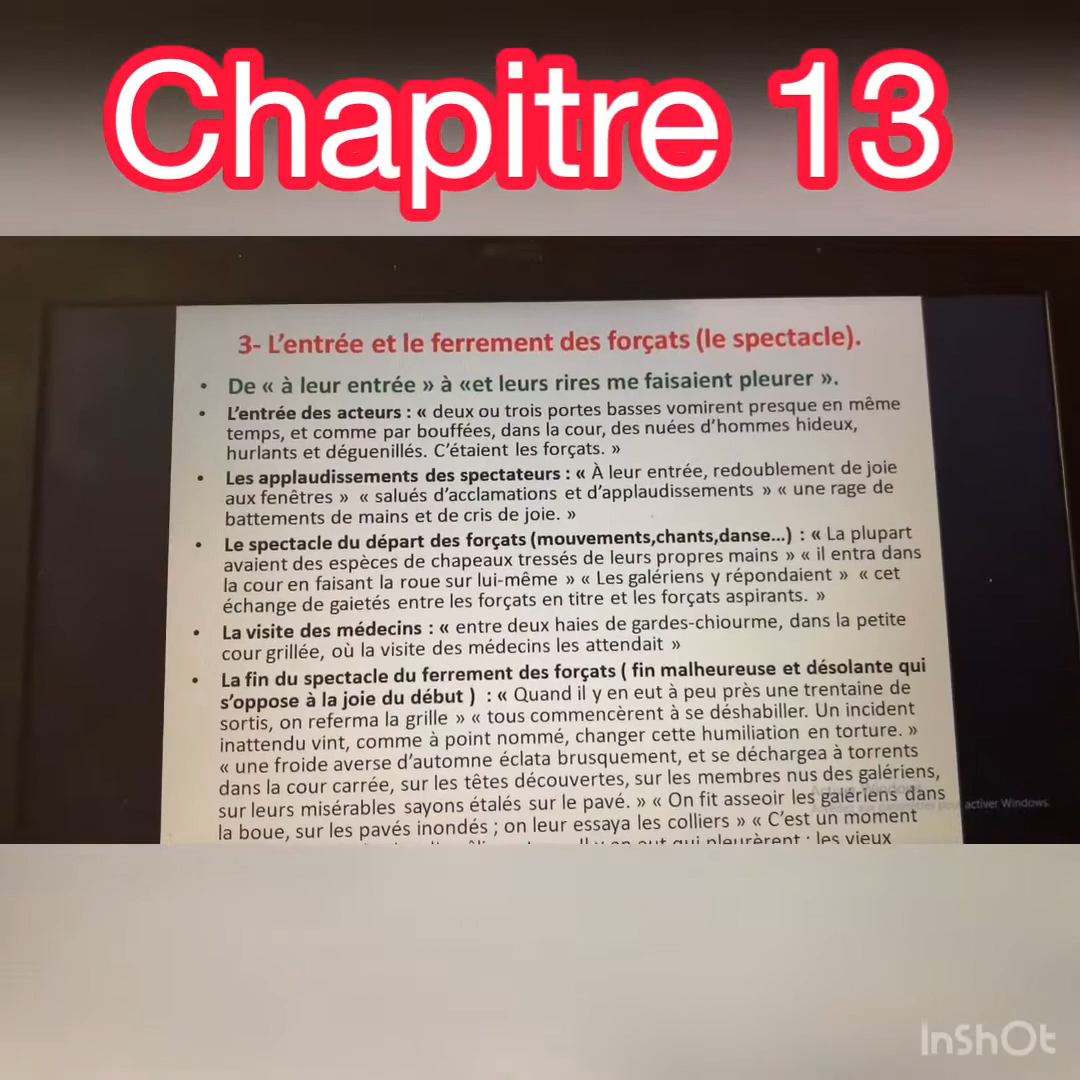 Chapitre 13
3- L'entrée et le ferrement des forçats (le spectacle).
• De « à leur entrée » à «et leurs rires me faisaient pleurer ».
• L'entrée des acteurs : « deux ou trois portes basses vomirent presque en même
temps, et comme par bouffées, dans la cour, des nuées d'hommes hideux,
hurlants et déguenillés. C'étaient les forçats. »
• Les applaudissements des spectateurs : « À leur entrée, redoublement de joie
aux fenêtres » « salués d'acclamations et d'applaudissements » « une rage de
battements de mains et de cris de joie. »
• Le spectacle du départ des forçats (mouvements,chants,danse...) : « La plupart
avaient des espèces de chapeaux tressés de leurs propres mains » « il entra dans
la cour en faisant la roue sur lui-même » « Les galériens y répondaient » « cet
échange de gaietés entre les forçats en titre et les forçats aspirants. »
• La visite des médecins : « entre deux haies de gardes-chiourme, dans la petite
cour grillée, où la visite des médecins les attendait »
• La fin du spectacle du ferrement des forçats ( fin malheureuse et désolante qui
s'oppose à la joie du début ) : « Quand il y en eut à peu près une trentaine de
sortis, on referma la grille » « tous commencèrent à se déshabiller. Un incident
inattendu vint, comme à point nommé, changer cette humiliation en torture. »
« une froide averse d'automne éclata brusquement, et se déchargea à torrents
dans la cour carrée, sur les têtes découvertes, sur les membres nus des galériens,
sur leurs misérables sayons étalés sur le pavé. » « On fit asseoir les galériens dans
activer Windows.
la boue, sur les pavés inondés ; on leur essaya les colliers » « C'est un moment
qui pleurèrent ; les vieux
InShOt